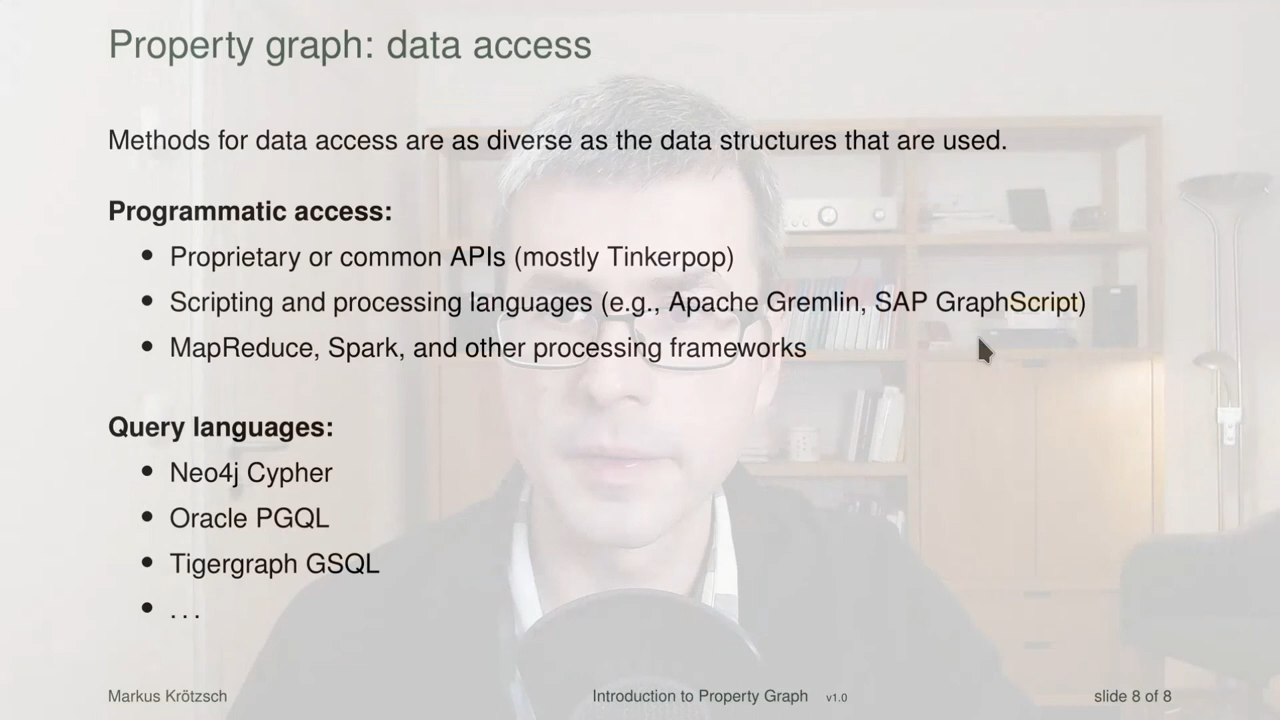 Property graph: data access
Methods for data access are as diverse as the data structures that are used.
Programmatic access:
• Proprietary or common APIs (mostly Tinkerpop)
• Scripting and processing languages (e.g., Apache Gremlin, SAP GraphScript)
• MapReduce, Spark, and other processing frameworks
Query languages:
• Neo4j Cypher
• Oracle PGQL
• Tigergraph GSQL
• . . .
Markus Krötzsch Introduction to Property Graph v1.0 slide 8 of 8